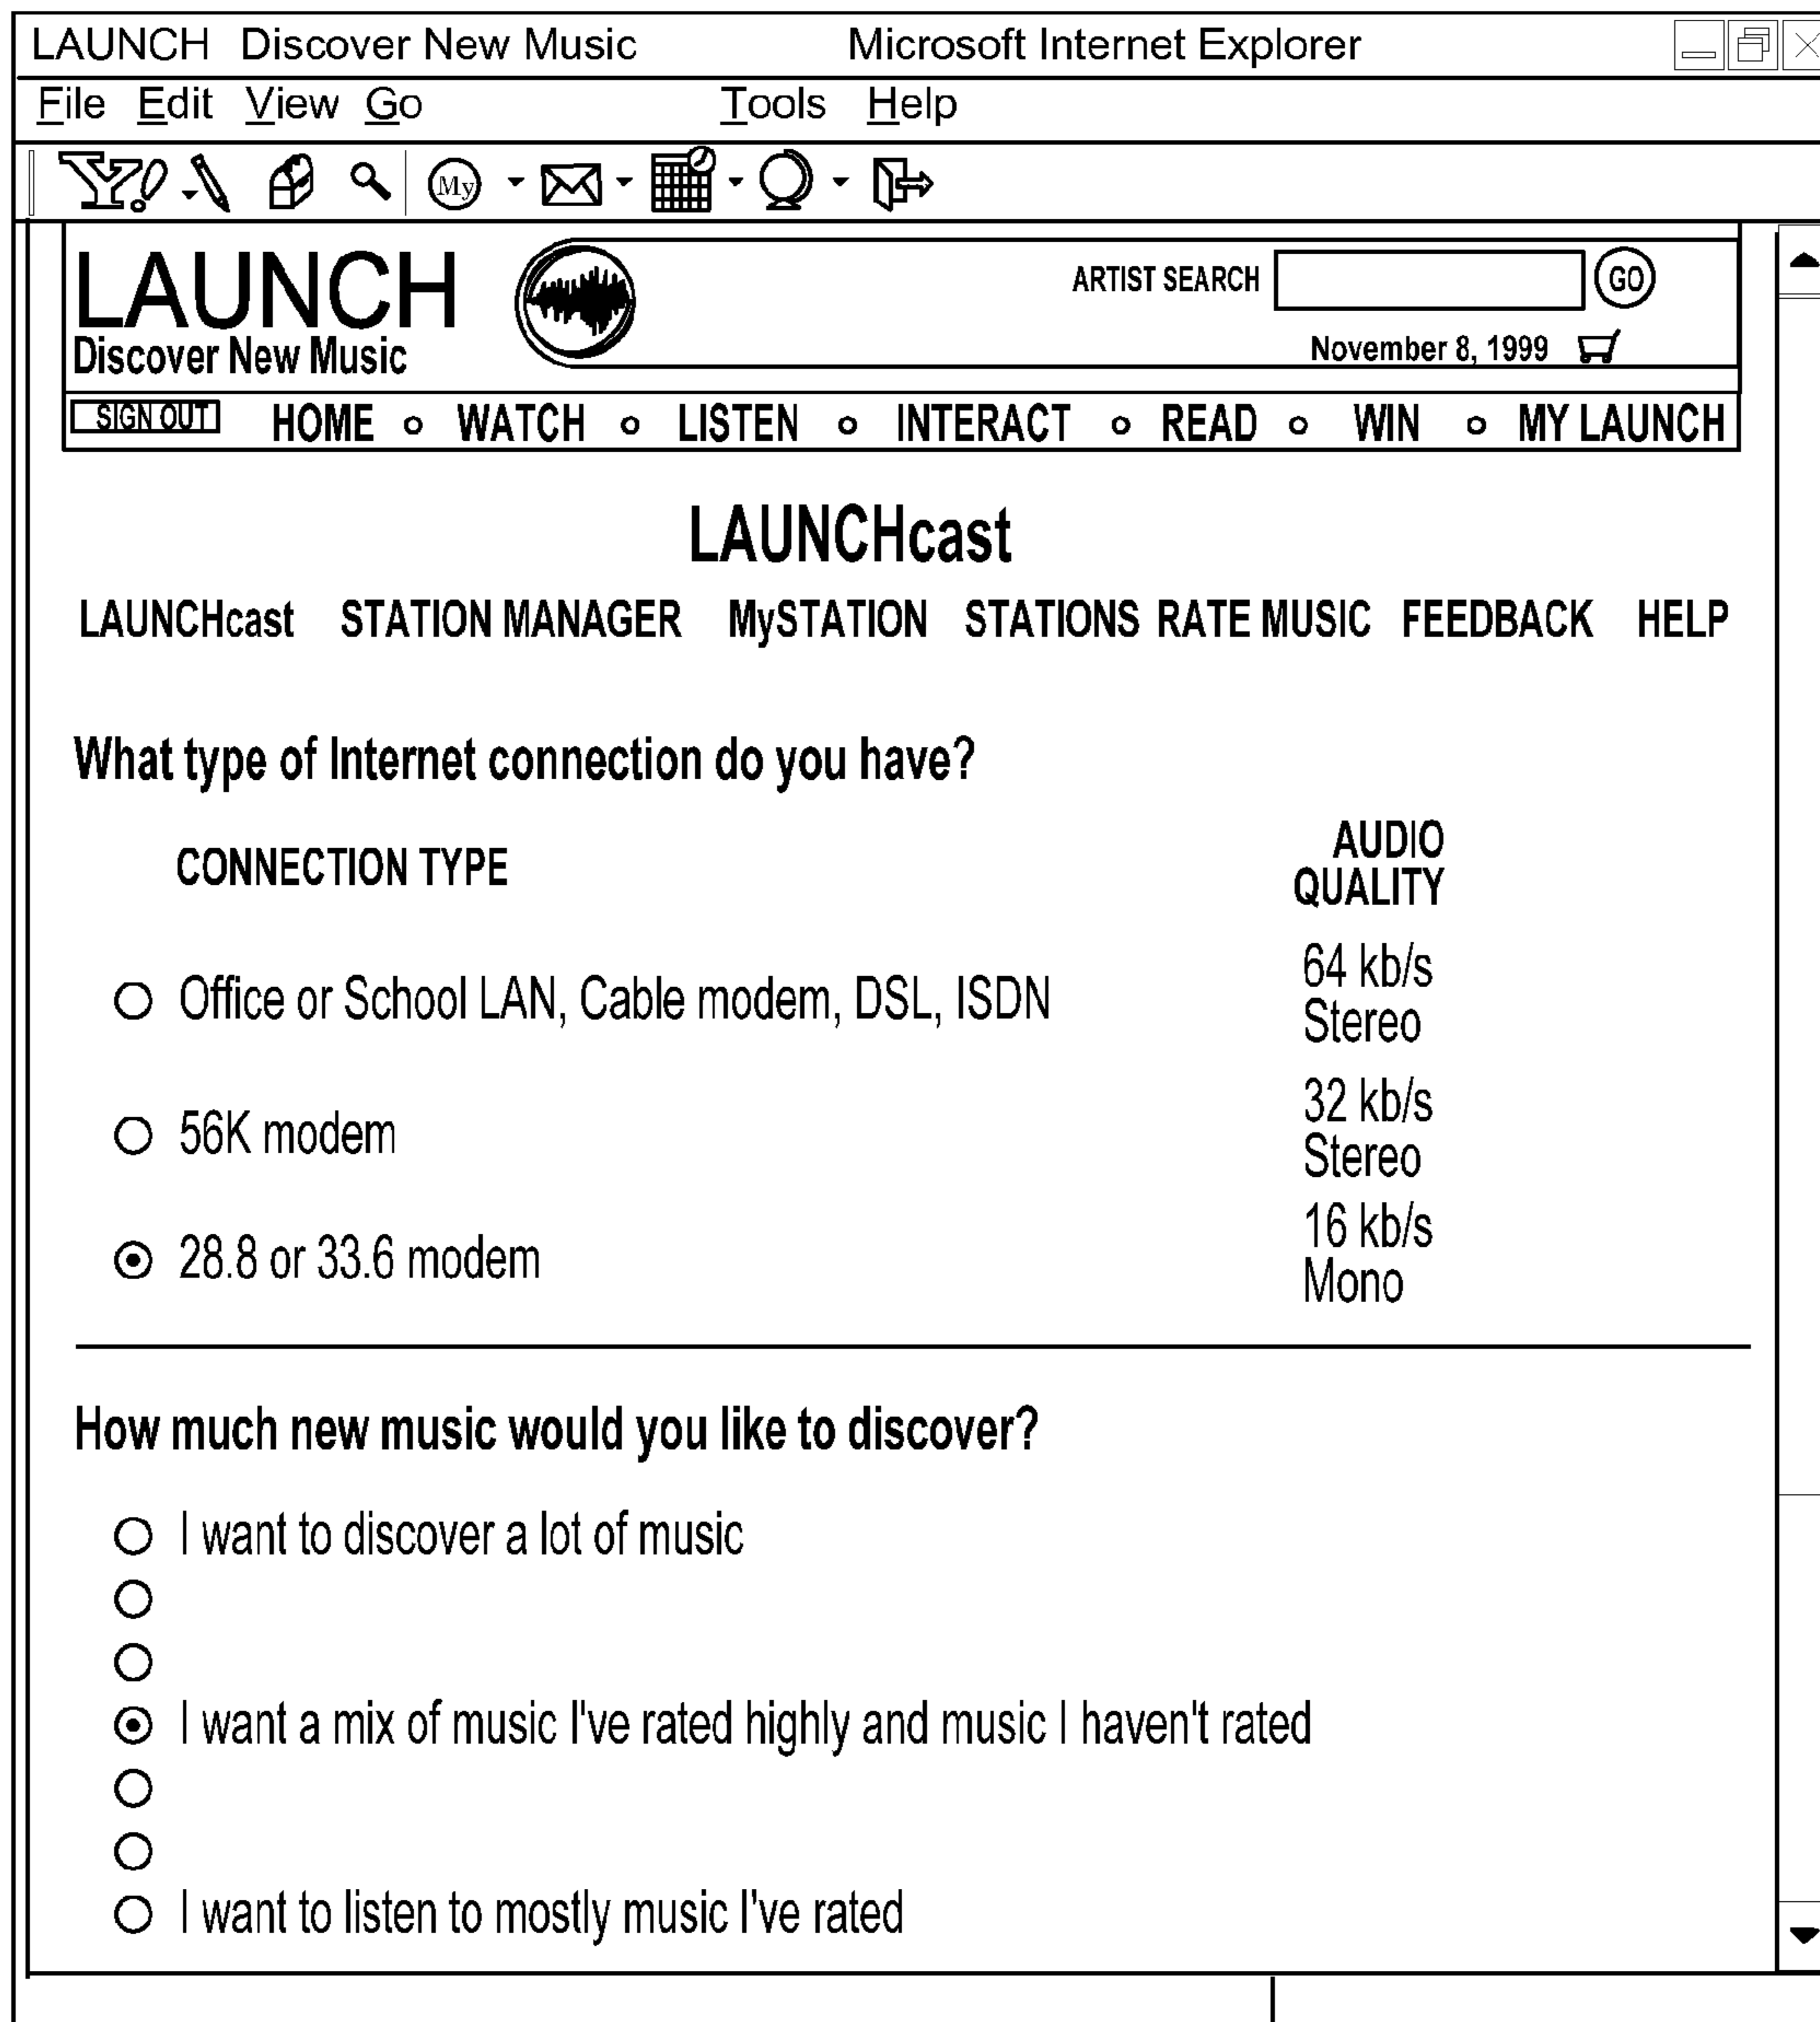 LAUNCH Discover New Music Microsoft Internet Explorer
File Edit View Go Tools Help
Y! My
LAUNCH
Discover New Music
ARTIST SEARCH GO
November 8, 1999
SIGN OUT HOME WATCH LISTEN INTERACT READ WIN MY LAUNCH
LAUNCHcast
LAUNCHcast STATION MANAGER MySTATION STATIONS RATE MUSIC FEEDBACK HELP
What type of Internet connection do you have?
CONNECTION TYPE
AUDIO
QUALITY
Office or School LAN, Cable modem, DSL, ISDN
64 kb/s
Stereo
56K modem
32 kb/s
Stereo
28.8 or 33.6 modem
16 kb/s
Mono
How much new music would you like to discover?
I want to discover a lot of music
I want a mix of music I've rated highly and music I haven't rated
I want to listen to mostly music I've rated